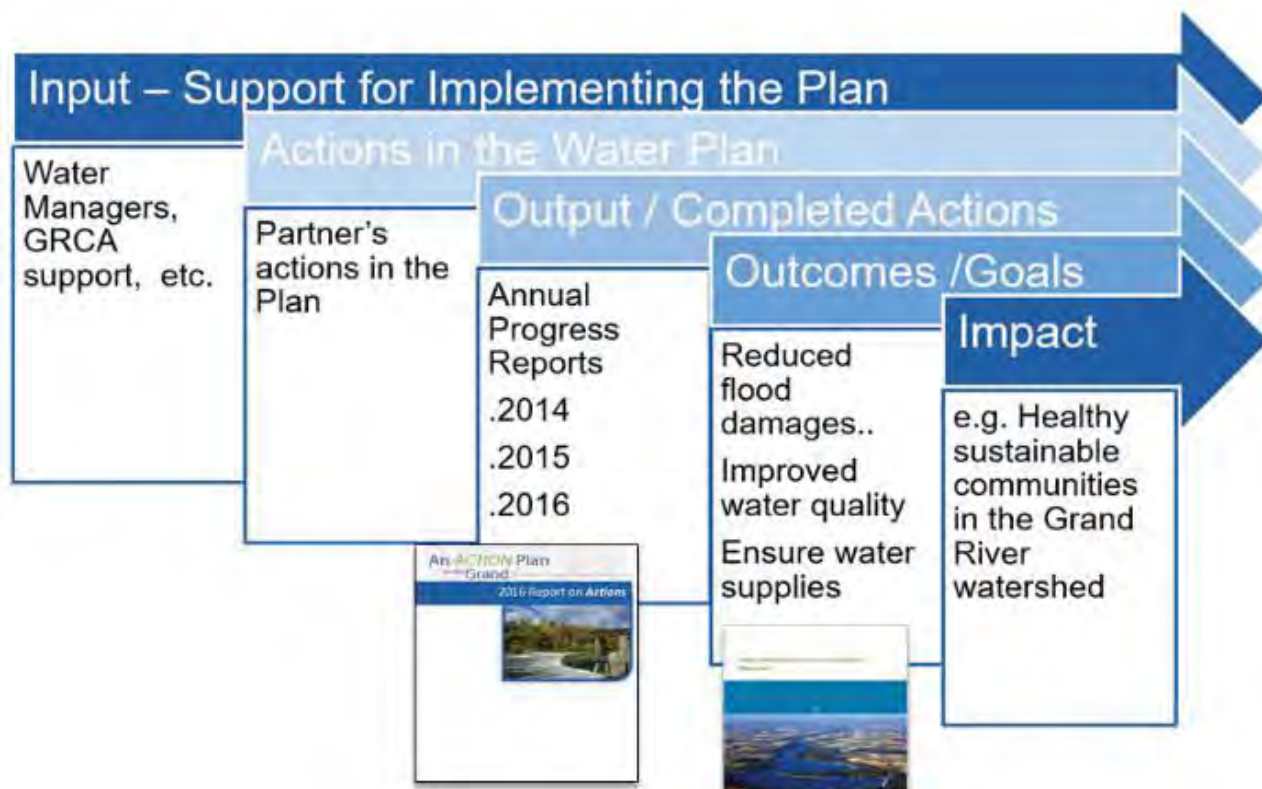 Input – Support for Implementing the Plan
Water
Managers,
GRCA
support, etc.
Actions in the Water Plan
Partner's
actions in the
Plan
Output / Completed Actions
Annual
Progress
Reports
.2014
.2015
.2016
An ACTION Plan
Grand
2016 Report on Actions
Outcomes /Goals
Reduced
flood
damages..
Improved
water quality
Ensure water
supplies
Impact
e.g. Healthy
sustainable
communities
in the Grand
River
watershed